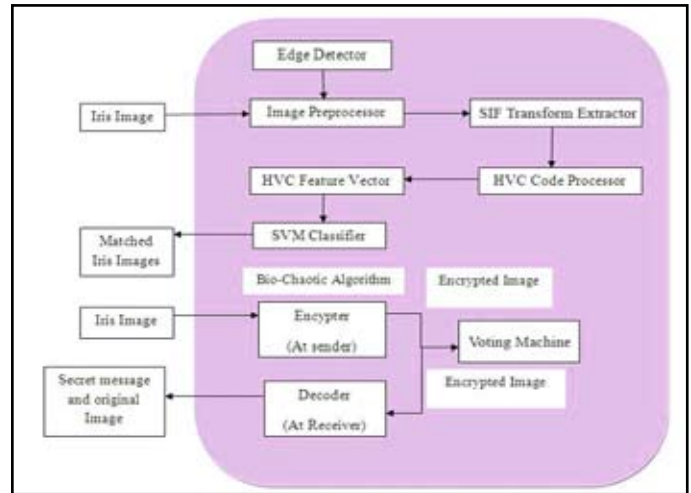 Edge Detector
Iris Image
Image Preprocessor
SIF Transform Extractor
HVC Feature Vector
HVC Code Processor
Matched
Iris Images
SVM Classifier
Bio-Chaotic Algorithm
Encrypted Image
Iris Image
Encypter
(At sender)
Voting Machine
Secret message
and original
Image
Decoder
(At Receiver)
Encrypted Image